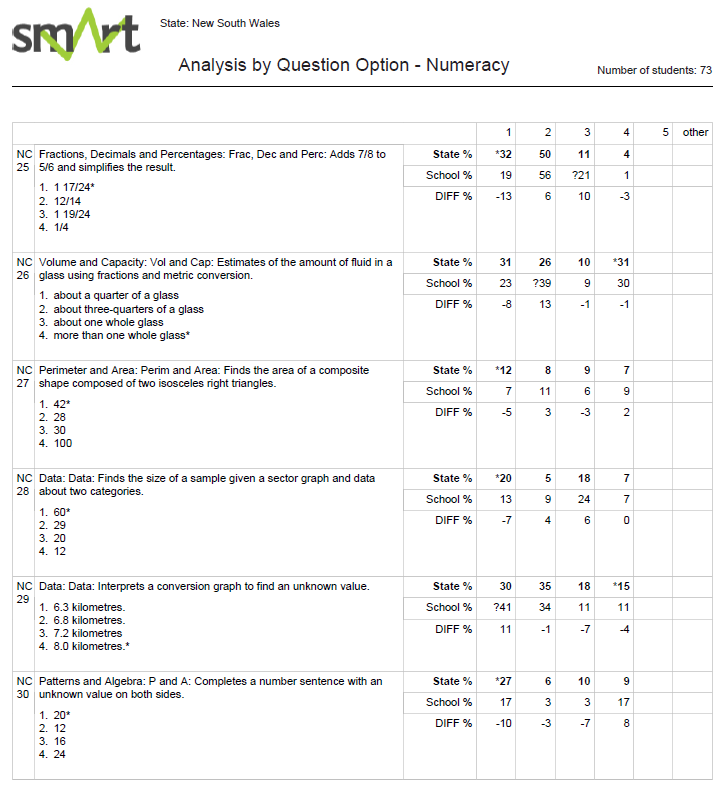 smart
State: New South Wales
Analysis by Question Option - Numeracy
Number of students: 73
1 2 3 4 5 other
NC Fractions, Decimals and Percentages: Frac, Dec and Perc: Adds 7/8 to State % *32 50 11 4
25 5/6 and simplifies the result. School % 19 56 ?21 1
1. 1 17/24* DIFF % -13 6 10 -3
2. 12/14
3. 1 19/24
4. 1/4
NC Volume and Capacity: Vol and Cap: Estimates of the amount of fluid in a State % 31 26 10 *31
26 glass using fractions and metric conversion. School % 23 ?39 9 30
1. about a quarter of a glass DIFF % -8 13 -1 -1
2. about three-quarters of a glass
3. about one whole glass
4. more than one whole glass*
NC Perimeter and Area: Perim and Area: Finds the area of a composite State % *12 8 9 7
27 shape composed of two isosceles right triangles. School % 7 11 6 9
1. 42* DIFF % -5 3 -3 2
2. 28
3. 30
4. 100
NC Data: Data: Finds the size of a sample given a sector graph and data State % *20 5 18 7
28 about two categories. School % 13 9 24 7
1. 60* DIFF % -7 4 6 0
2. 29
3. 20
4. 12
NC Data: Data: Interprets a conversion graph to find an unknown value. State % 30 35 18 *15
29 School % ?41 34 11 11
1. 6.3 kilometres. DIFF % 11 -1 -7 -4
2. 6.8 kilometres.
3. 7.2 kilometres
4. 8.0 kilometres.*
NC Patterns and Algebra: P and A: Completes a number sentence with an State % *27 6 10 9
30 unknown value on both sides. School % 17 3 3 17
1. 20* DIFF % -10 -3 -7 8
2. 12
3. 16
4. 24